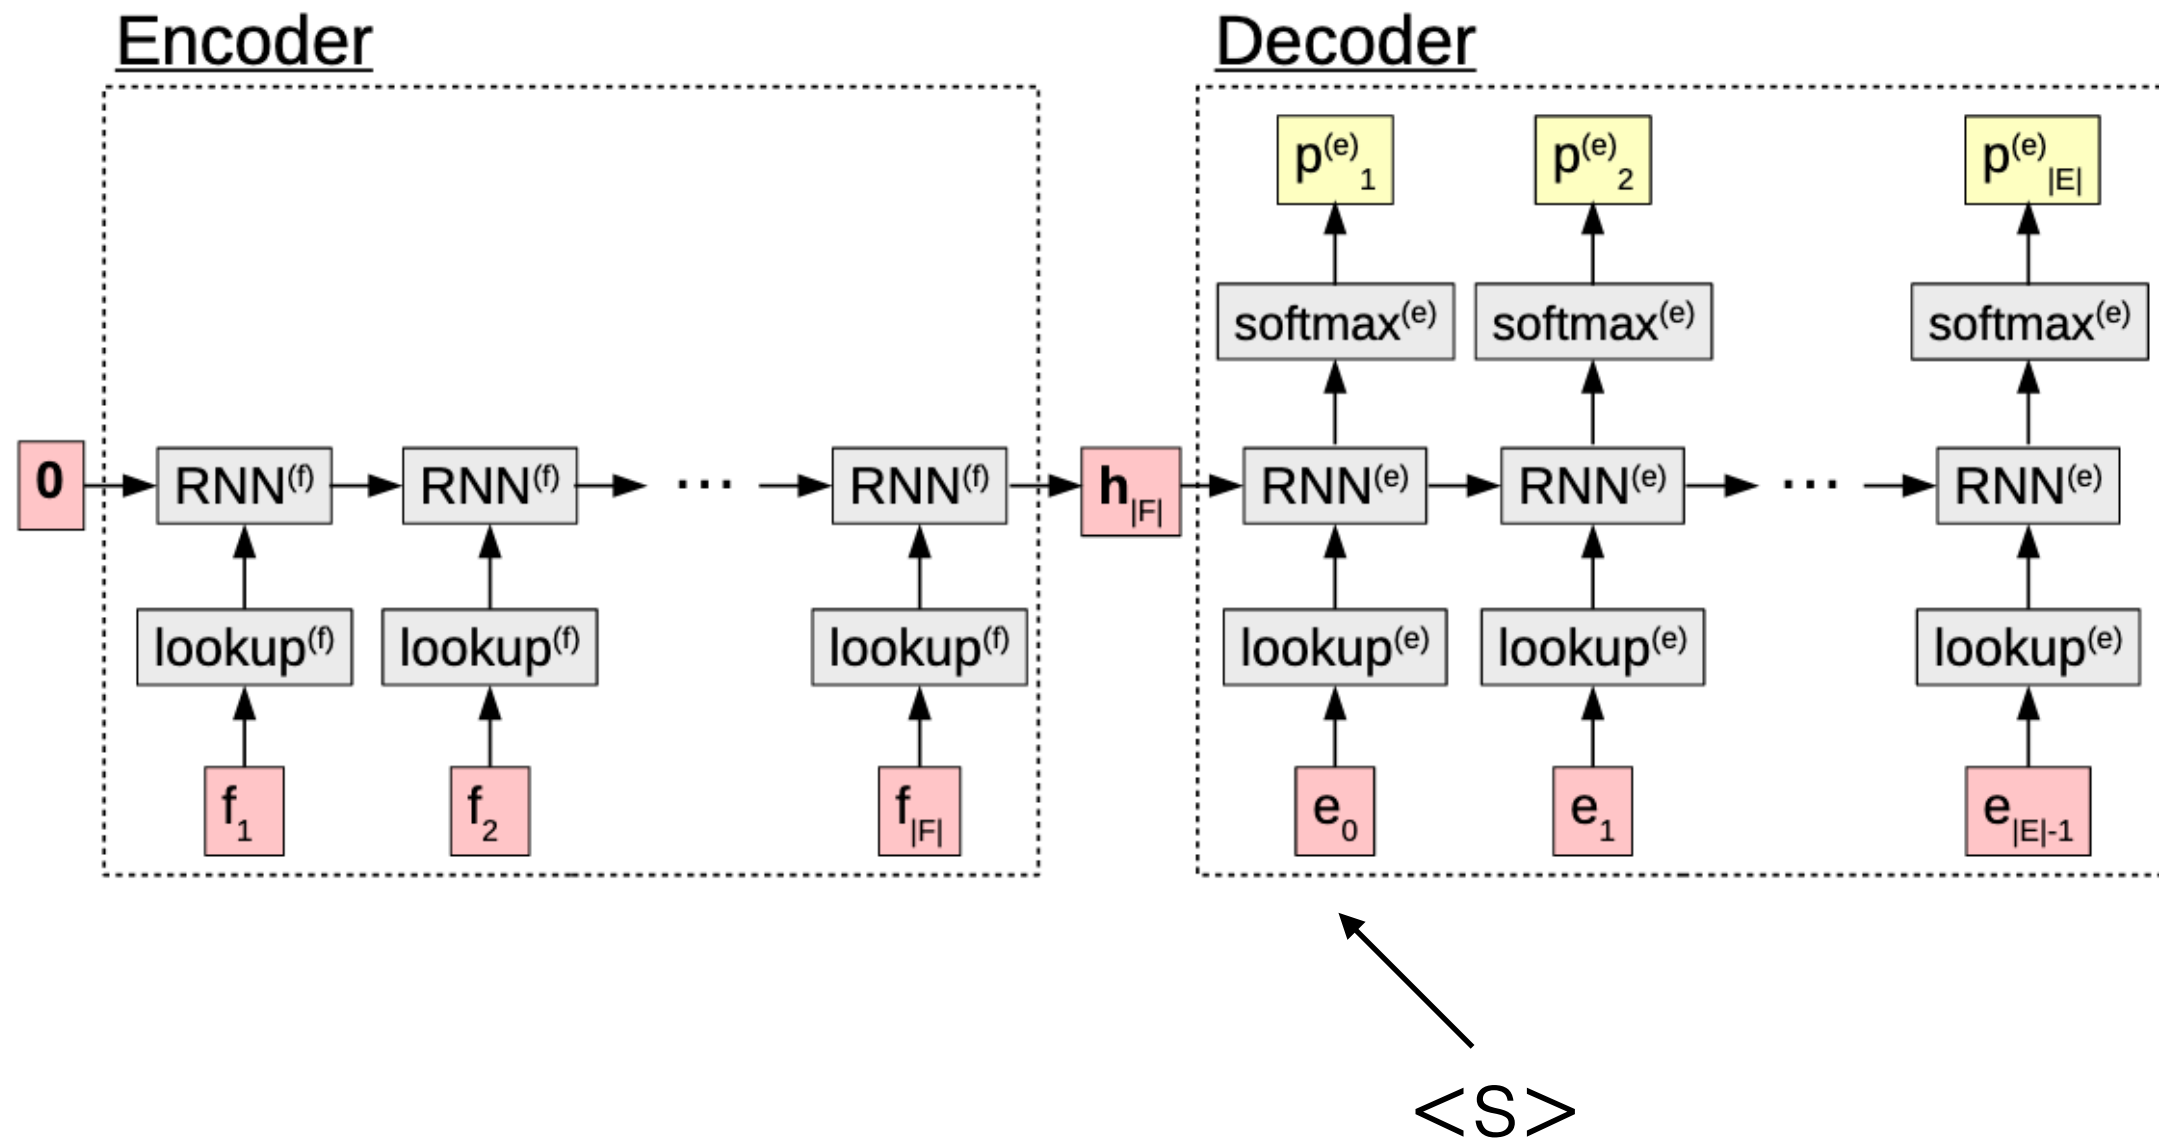 Encoder
Decoder
p(e)1 p(e)2 p(e)|E|
softmax(e) softmax(e) softmax(e)
0 RNN(f) RNN(f) ... RNN(f) h|F| RNN(e) RNN(e) ... RNN(e)
lookup(f) lookup(f) lookup(f) lookup(e) lookup(e) lookup(e)
f1 f2 f|F| e0 e1 e|E|-1
<S>